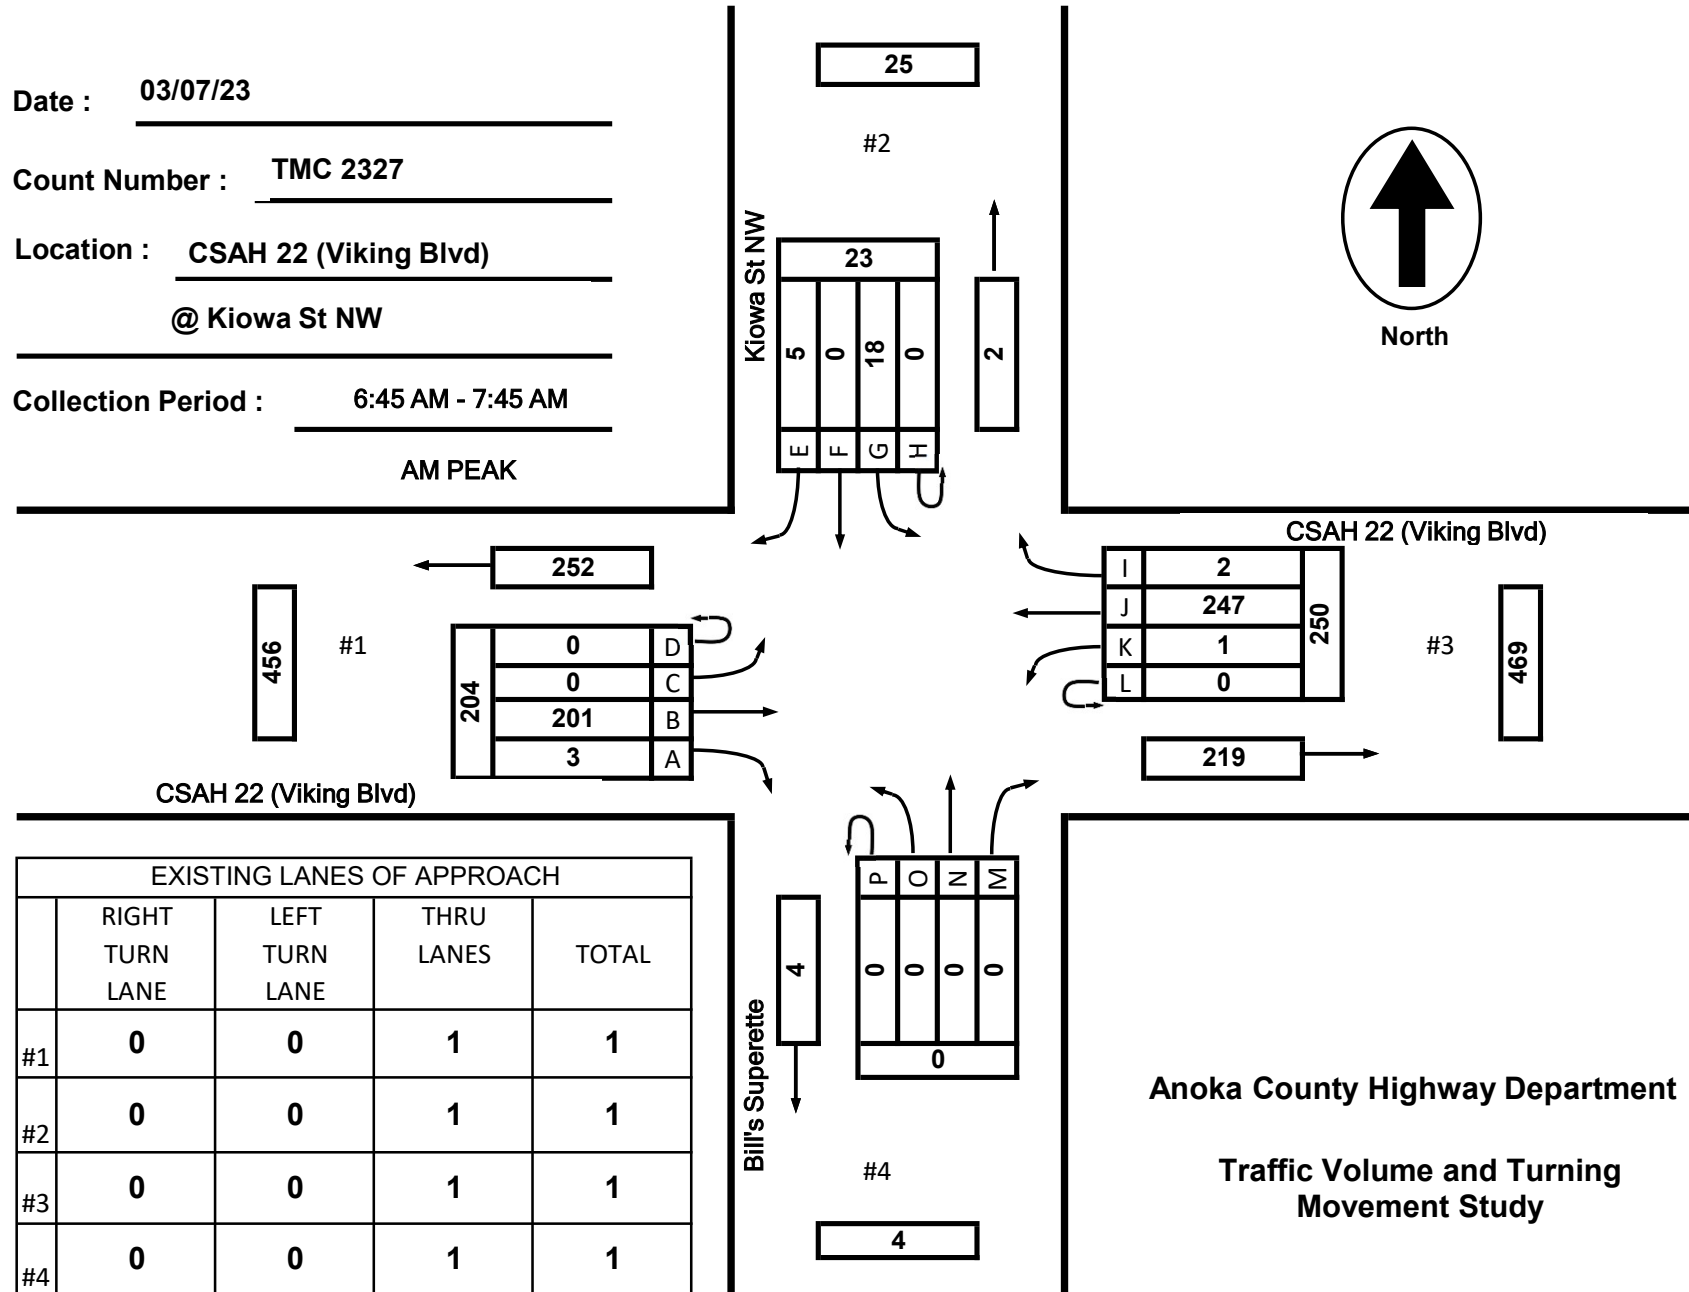 Date : 03/07/23
Count Number : TMC 2327
Location : CSAH 22 (Viking Blvd)
@ Kiowa St NW
Collection Period : 6:45 AM - 7:45 AM
AM PEAK
25
#2
Kiowa St NW
23
5 0 18 0
E F G H
2
North
CSAH 22 (Viking Blvd)
252
456
#1
204
0 D
0 C
201 B
3 A
CSAH 22 (Viking Blvd)
I 2
J 247
K 1
L 0
250
#3
469
219
P O N M
0 0 0 0
0
4
Bill's Superette
#4
4
EXISTING LANES OF APPROACH
RIGHT TURN LANE LEFT TURN LANE THRU LANES TOTAL
#1 0 0 1 1
#2 0 0 1 1
#3 0 0 1 1
#4 0 0 1 1
Anoka County Highway Department
Traffic Volume and Turning
Movement Study